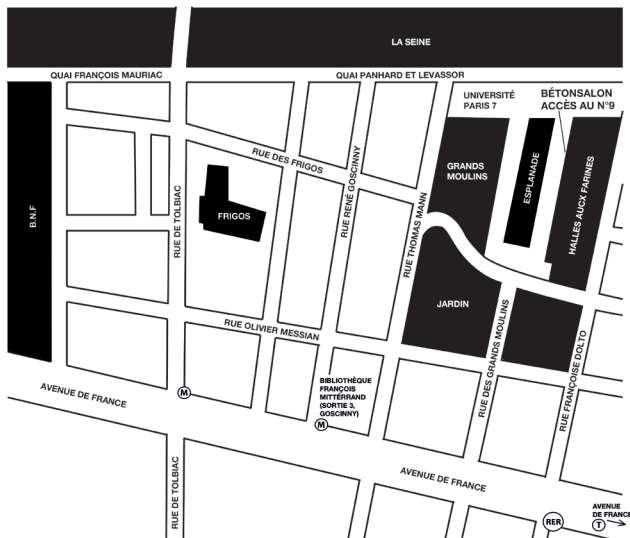 LA SEINE
QUAI FRANÇOIS MAURIAC
QUAI PANHARD ET LEVASSOR
UNIVERSITÉ
PARIS 7
BÉTONSALON
ACCÈS AU N°9
RUE DES FRIGOS
RUE RENÉ GOSCINNY
GRANDS
MOULINS
ESPLANADE
HALLES AUCX FARINES
B.N.F
RUE DE TOLBIAC
FRIGOS
RUE THOMAS MANN
JARDIN
RUE OLIVIER MESSIAN
RUE DES GRANDS MOULINS
RUE FRANÇOISE DOLTO
BIBLIOTHÈQUE
FRANÇOIS
MITTERRAND
(SORTIE 3,
GOSCINNY)
M
M
AVENUE DE FRANCE
AVENUE DE FRANCE
RUE DE TOLBIAC
RER
AVENUE
DE FRANCE
T